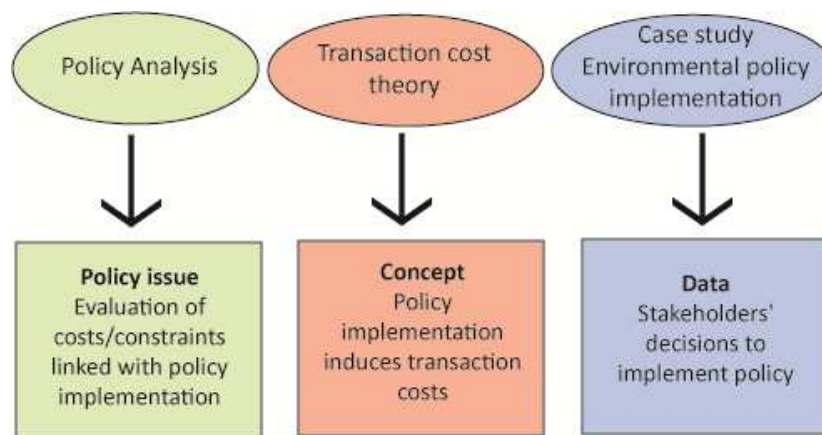 Policy Analysis
Transaction cost
theory
Case study
Environmental policy
implementation
Policy issue
Evaluation of
costs/constraints
linked with policy
implementation
Concept
Policy
implementation
induces transaction
costs
Data
Stakeholders'
decisions to
implement policy